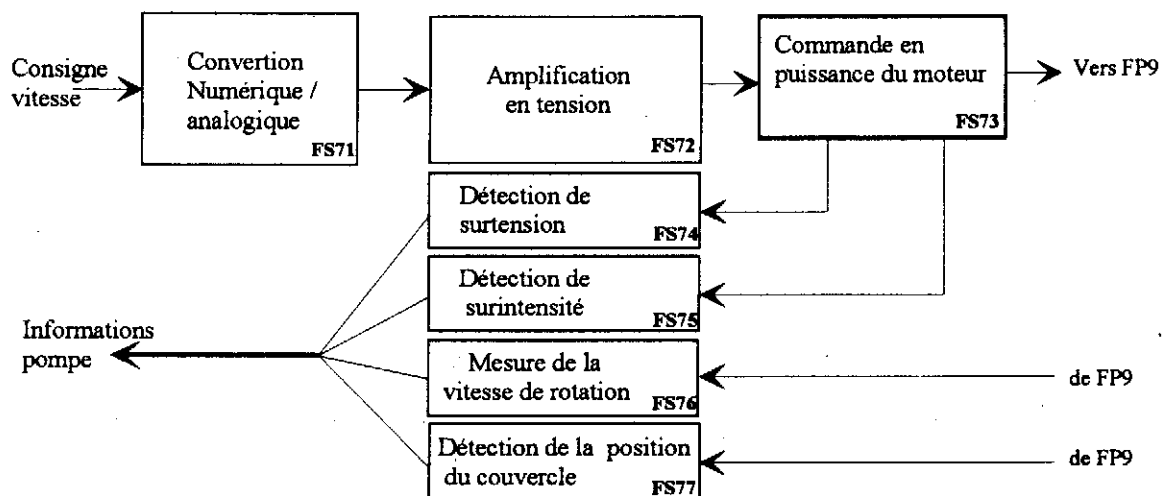 Consigne
vitesse
Convertion
Numérique /
analogique
FS71
Amplification
en tension
FS72
Commande en
puissance du moteur
FS73
Vers FP9
Détection de
surtension
FS74
Détection de
surintensité
FS75
Informations
pompe
Mesure de la
vitesse de rotation
FS76
de FP9
Détection de la position
du couvercle
FS77
de FP9